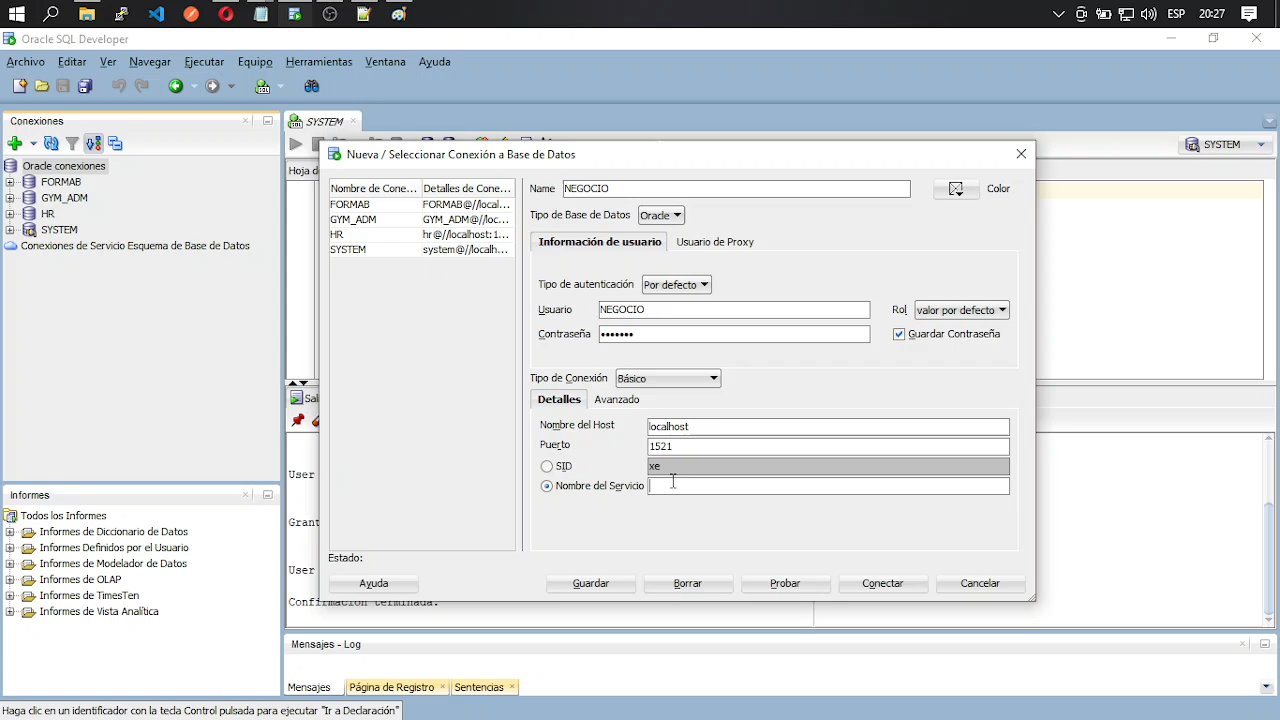 ESP 20:27
Oracle SQL Developer
Archivo Editar Ver Navegar Ejecutar Equipo Herramientas Ventana Ayuda
Conexiones
Oracle conexiones
FORMAB
GYM_ADM
HR
SYSTEM
Conexiones de Servicio Esquema de Base de Datos
SYSTEM
SYSTEM
Hoja d
Nueva / Seleccionar Conexión a Base de Datos
Nombre de Cone... Detalles de Cone...
FORMAB FORMAB@//local...
GYM_ADM GYM_ADM@//loc...
HR hr@//localhost:1...
SYSTEM system@//localh...
Name NEGOCIO Color
Tipo de Base de Datos Oracle
Información de usuario Usuario de Proxy
Tipo de autenticación Por defecto
Usuario NEGOCIO Rol valor por defecto
Contraseña ••••••• Guardar Contraseña
Tipo de Conexión Básico
Detalles Avanzado
Nombre del Host localhost
Puerto 1521
SID xe
Nombre del Servicio
Estado:
Ayuda Guardar Borrar Probar Conectar Cancelar
Sal
User
Grant
User
Confirmación terminada.
Informes
Todos los Informes
Informes de Diccionario de Datos
Informes Definidos por el Usuario
Informes de Modelador de Datos
Informes de OLAP
Informes de TimesTen
Informes de Vista Analítica
Mensajes - Log
Mensajes Página de Registro Sentencias
Haga clic en un identificador con la tecla Control pulsada para ejecutar "Ir a Declaración"